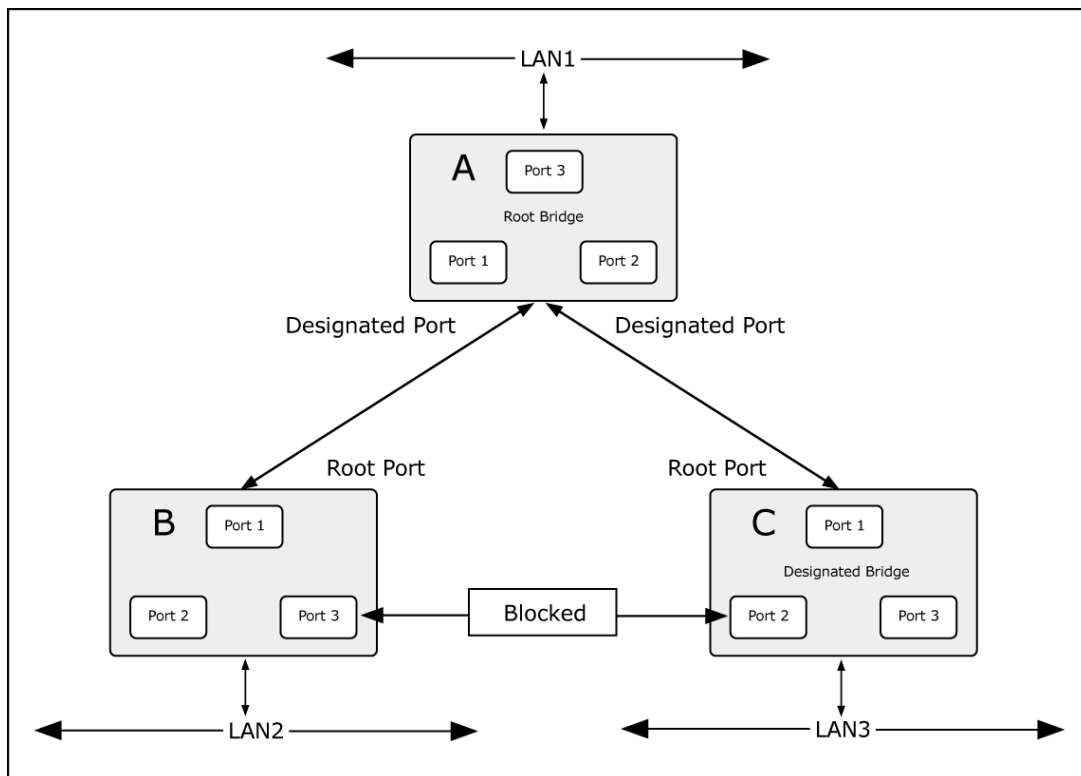 LAN1
A
Port 3
Root Bridge
Port 1
Port 2
Designated Port
Designated Port
Root Port
Root Port
B
Port 1
C
Port 1
Designated Bridge
Port 2
Port 3
Blocked
Port 2
Port 3
LAN2
LAN3